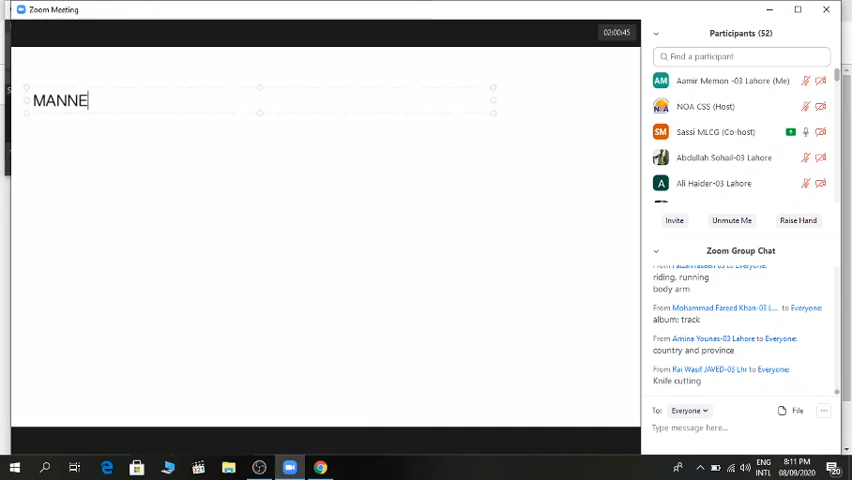 Zoom Meeting
02:00:45
MANNE
Participants (52)
Find a participant
AM Aamir Memon -03 Lahore (Me)
NOA CSS (Host)
SM Sassi MLCG (Co-host)
Abdullah Sohail-03 Lahore
A Ali Haider-03 Lahore
Invite Unmute Me Raise Hand
Zoom Group Chat
to Everyone:
riding, running
body arm
From Mohammad Fareed Khan-03 L... to Everyone:
album: track
From Amina Younas-03 Lahore to Everyone:
country and province
From Rai Wasif JAVED-03 Lhr to Everyone:
Knife cutting
To: Everyone File ...
Type message here...
ENG
INTL
8:11 PM
08/09/2020
20